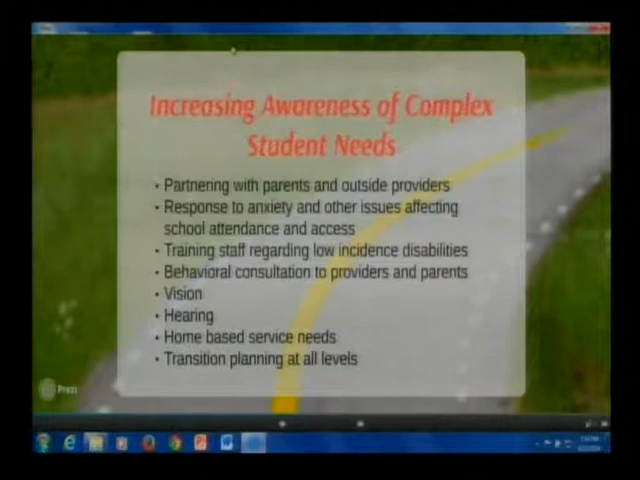 Increasing Awareness of Complex
Student Needs
• Partnering with parents and outside providers
• Response to anxiety and other issues affecting
school attendance and access
• Training staff regarding low incidence disabilities
• Behavioral consultation to providers and parents
• Vision
• Hearing
• Home based service needs
• Transition planning at all levels
Prezi